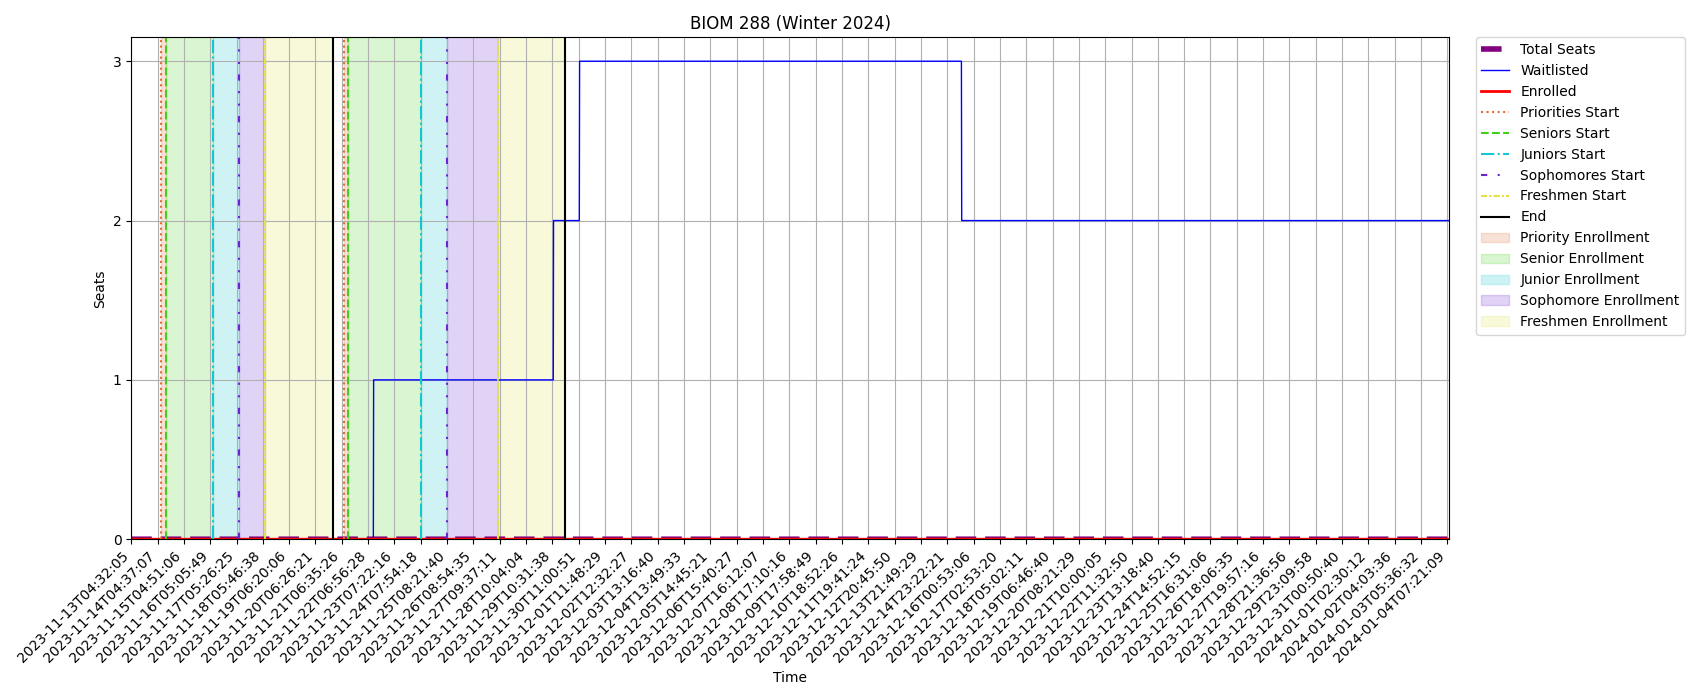 BIOM 288 (Winter 2024)
Seats
3
2
1
0
2023-11-13T04:32:05
2023-11-14T04:37:07
2023-11-15T04:51:06
2023-11-16T05:05:49
2023-11-17T05:26:25
2023-11-18T05:46:38
2023-11-19T06:20:06
2023-11-20T06:26:21
2023-11-21T06:35:26
2023-11-22T06:56:28
2023-11-23T07:22:16
2023-11-24T07:54:18
2023-11-25T08:21:40
2023-11-26T08:54:35
2023-11-27T09:37:11
2023-11-28T10:04:04
2023-11-29T10:31:38
2023-11-30T11:00:51
2023-12-01T11:48:29
2023-12-02T12:32:27
2023-12-03T13:16:40
2023-12-04T13:49:33
2023-12-05T14:45:21
2023-12-06T15:40:27
2023-12-07T16:12:07
2023-12-08T17:10:16
2023-12-09T17:58:49
2023-12-10T18:52:26
2023-12-11T19:41:24
2023-12-12T20:45:50
2023-12-13T21:49:29
2023-12-14T23:22:21
2023-12-16T00:53:06
2023-12-17T02:53:20
2023-12-18T05:02:11
2023-12-19T06:46:40
2023-12-20T08:21:29
2023-12-21T10:00:05
2023-12-22T11:32:50
2023-12-23T13:18:40
2023-12-24T14:52:15
2023-12-25T16:31:06
2023-12-26T18:06:35
2023-12-27T19:57:16
2023-12-28T21:36:56
2023-12-29T23:09:58
2023-12-31T00:50:40
2024-01-01T02:30:12
2024-01-02T04:03:36
2024-01-03T05:36:32
2024-01-04T07:21:09
Time
Total Seats
Waitlisted
Enrolled
Priorities Start
Seniors Start
Juniors Start
Sophomores Start
Freshmen Start
End
Priority Enrollment
Senior Enrollment
Junior Enrollment
Sophomore Enrollment
Freshmen Enrollment